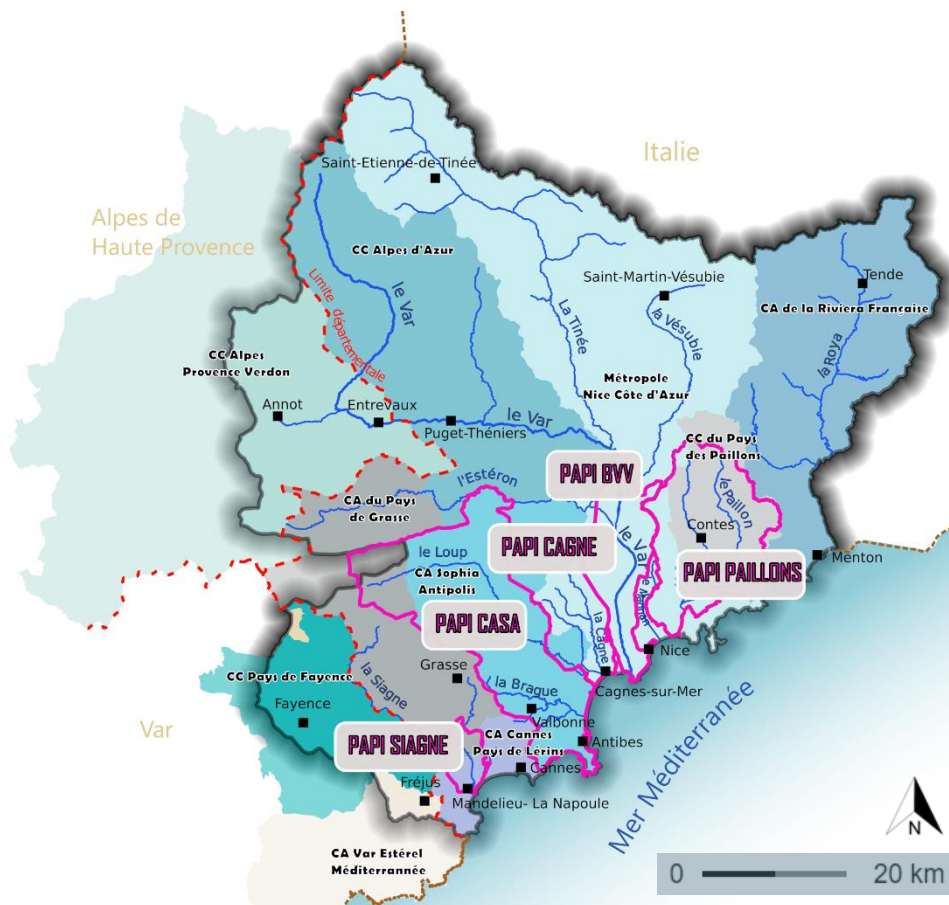 Italie
Saint-Etienne-de-Tinée
Alpes de
Haute Provence
CC Alpes d'Azur
Saint-Martin-Vésubie
Tende
le Var
La Tinée
la Vésubie
CA de la Riviera Française
Limite départementale
la Roya
CC Alpes
Provence Verdon
Métropole
Nice Côte d'Azur
Annot
Entrevaux
le Var
Puget-Théniers
CC du Pays
des Paillons
PAPI BVV
l'Estéron
CA du Pays
de Grasse
le Paillon
Contes
PAPI CAGNE
le Loup
le Var
Menton
CA Sophia
Antipolis
PAPI PAILLONS
le Magnan
PAPI CASA
la Cagne
Nice
Grasse
CC Pays de Fayence
la Siagne
Cagnes-sur-Mer
la Brague
Fayence
Valbonne
Var
PAPI SIAGNE
CA Cannes
Pays de Lérins
Antibes
Cannes
Fréjus
Mandelieu- La Napoule
Mer Méditerranée
N
CA Var Estérel
Méditerrannée
0 20 km